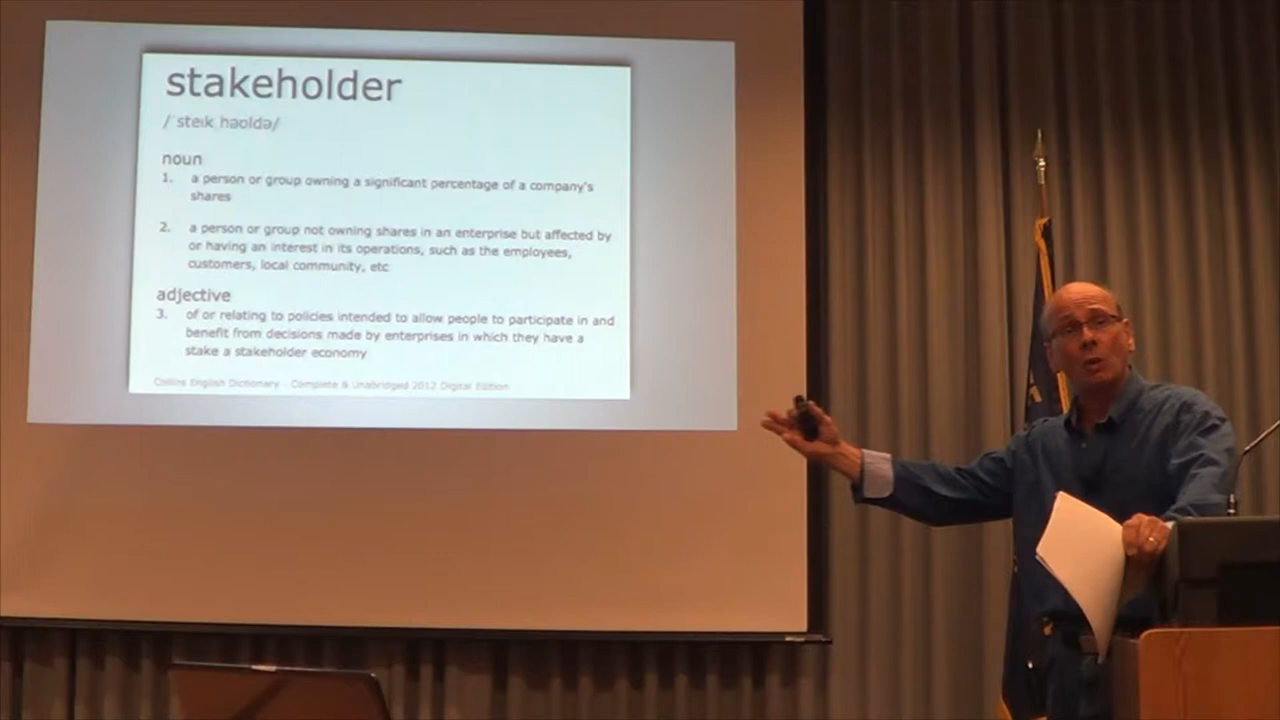 stakeholder
/ˈsteɪk həʊldə/
noun
1. a person or group owning a significant percentage of a company's
shares
2. a person or group not owning shares in an enterprise but affected by
or having an interest in its operations, such as the employees,
customers, local community, etc
adjective
3. of or relating to policies intended to allow people to participate in and
benefit from decisions made by enterprises in which they have a
stake a stakeholder economy
Collins English Dictionary - Complete & Unabridged 2012 Digital Edition